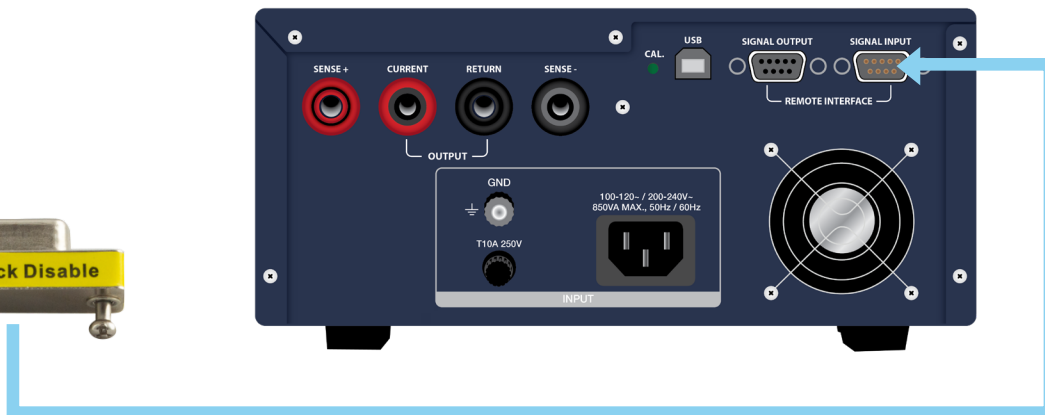 USB
SIGNAL OUTPUT
SIGNAL INPUT
CAL.
SENSE +
CURRENT
RETURN
SENSE -
REMOTE INTERFACE
OUTPUT
GND
100-120~ / 200-240V~
850VA MAX., 50Hz / 60Hz
T10A 250V
ck Disable
INPUT